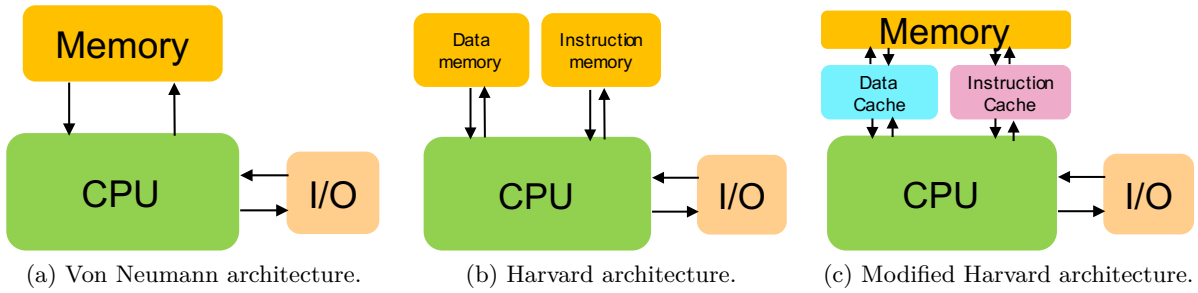 Memory
CPU
I/O
(a) Von Neumann architecture.
Data
memory
Instruction
memory
CPU
I/O
(b) Harvard architecture.
Memory
Data
Cache
Instruction
Cache
CPU
I/O
(c) Modified Harvard architecture.